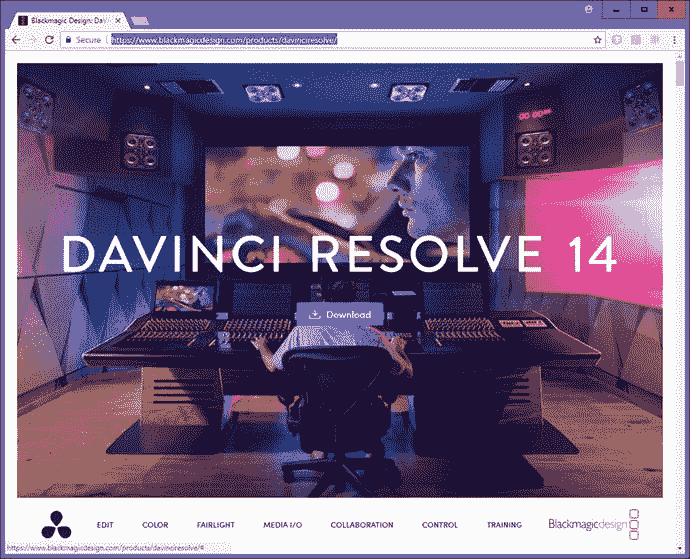 Blackmagic Design: DaV
Secure
https://www.blackmagicdesign.com/products/davinciresolve/
DAVINCI RESOLVE 14
Download
EDIT
COLOR
FAIRLIGHT
MEDIA I/O
COLLABORATION
CONTROL
TRAINING
Blackmagicdesign
https://www.blackmagicdesign.com/products/davinciresolve/#